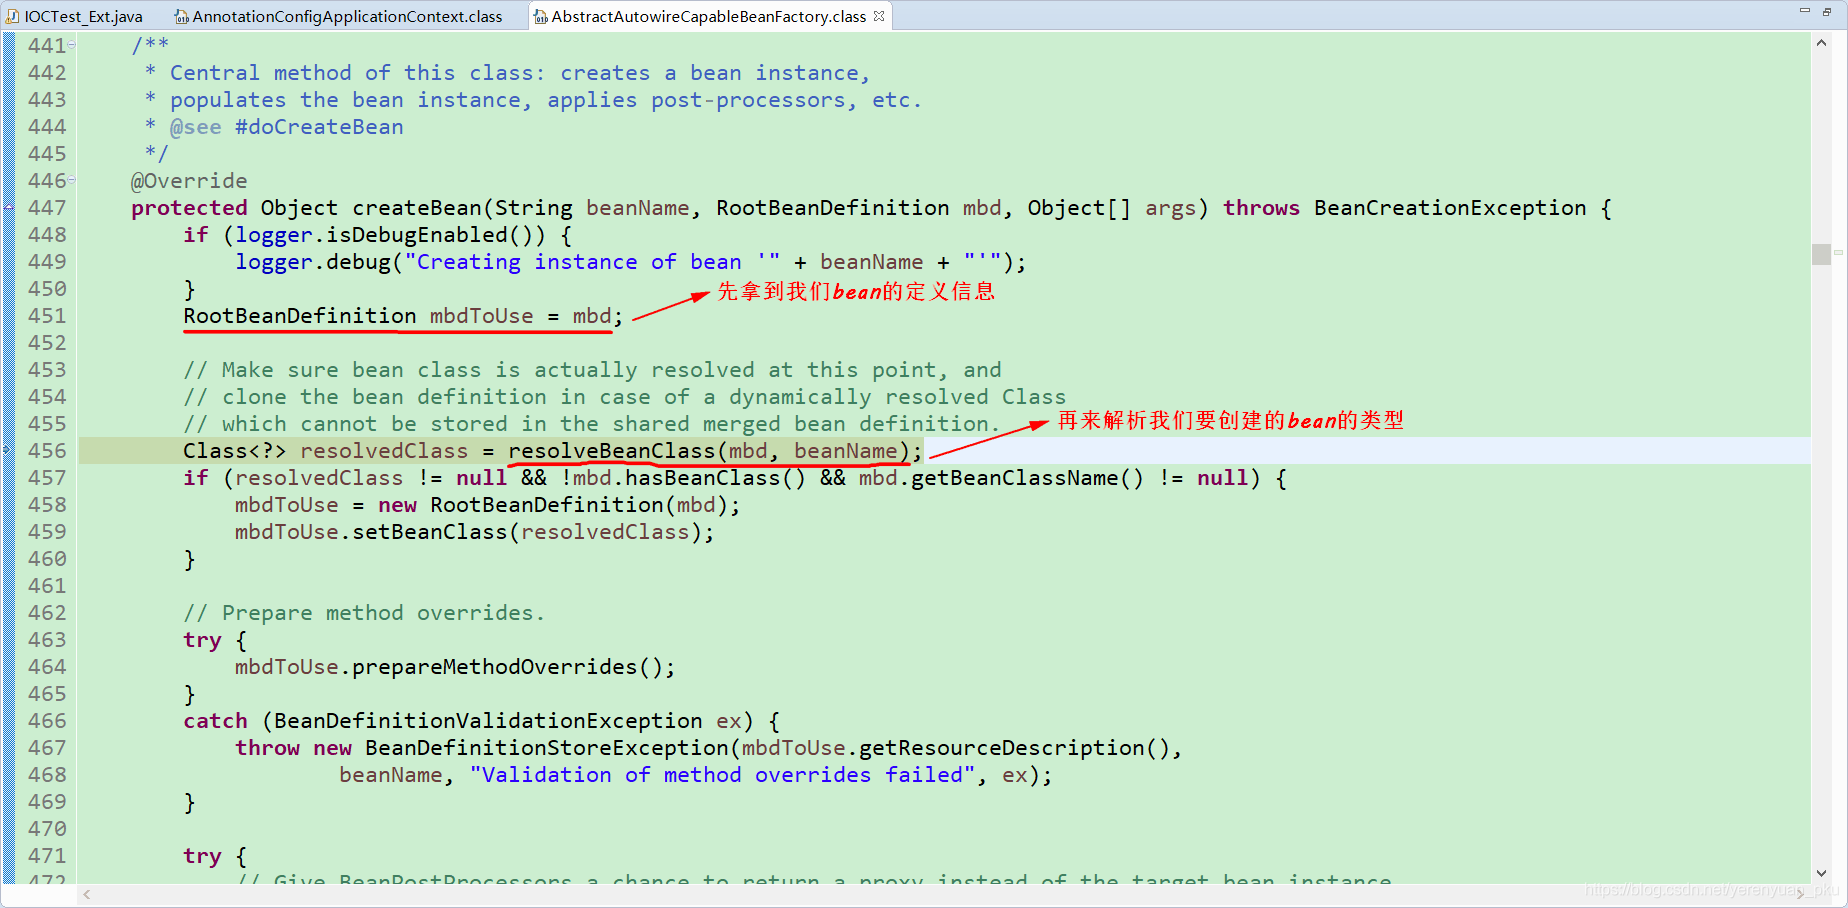 IOCTest_Ext.java AnnotationConfigApplicationContext.class AbstractAutowireCapableBeanFactory.class
441 /**
442 * Central method of this class: creates a bean instance,
443 * populates the bean instance, applies post-processors, etc.
444 * @see #doCreateBean
445 */
446 @Override
447 protected Object createBean(String beanName, RootBeanDefinition mbd, Object[] args) throws BeanCreationException {
448 if (logger.isDebugEnabled()) {
449 logger.debug("Creating instance of bean '" + beanName + "'");
450 }
先拿到我们bean的定义信息
451 RootBeanDefinition mbdToUse = mbd;
452
453 // Make sure bean class is actually resolved at this point, and
454 // clone the bean definition in case of a dynamically resolved Class
455 // which cannot be stored in the shared merged bean definition.
再来解析我们要创建的bean的类型
456 Class<?> resolvedClass = resolveBeanClass(mbd, beanName);
457 if (resolvedClass != null && !mbd.hasBeanClass() && mbd.getBeanClassName() != null) {
458 mbdToUse = new RootBeanDefinition(mbd);
459 mbdToUse.setBeanClass(resolvedClass);
460 }
461
462 // Prepare method overrides.
463 try {
464 mbdToUse.prepareMethodOverrides();
465 }
466 catch (BeanDefinitionValidationException ex) {
467 throw new BeanDefinitionStoreException(mbdToUse.getResourceDescription(),
468 beanName, "Validation of method overrides failed", ex);
469 }
470
471 try {
472 // Give BeanPostProcessors a chance to return a proxy instead of the target bean instance
https://blog.csdn.net/yerenyuan_pku